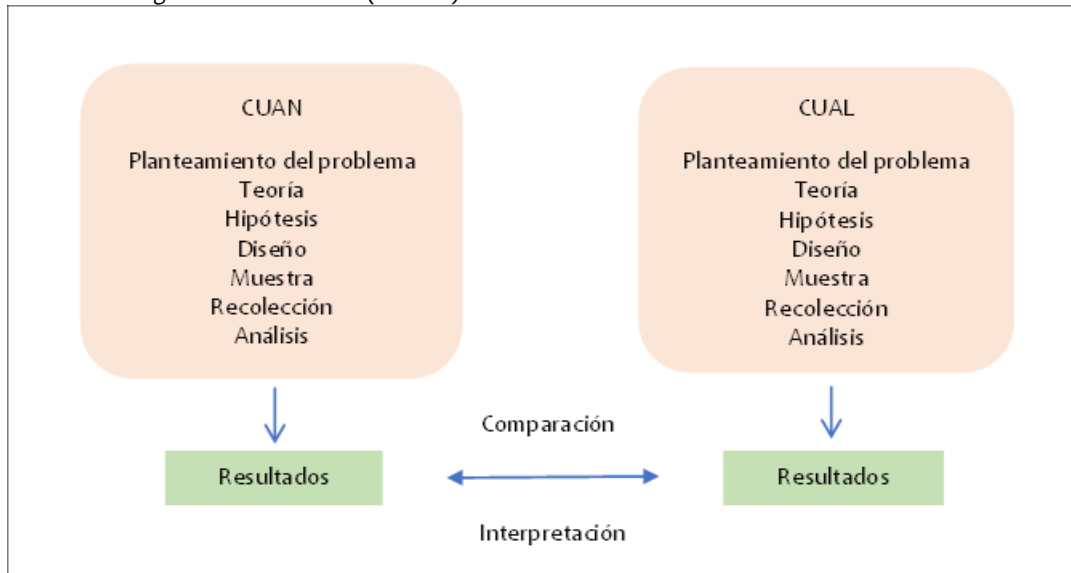 CUAN
Planteamiento del problema
Teoría
Hipótesis
Diseño
Muestra
Recolección
Análisis
CUAL
Planteamiento del problema
Teoría
Hipótesis
Diseño
Muestra
Recolección
Análisis
Comparación
Resultados
Resultados
Interpretación